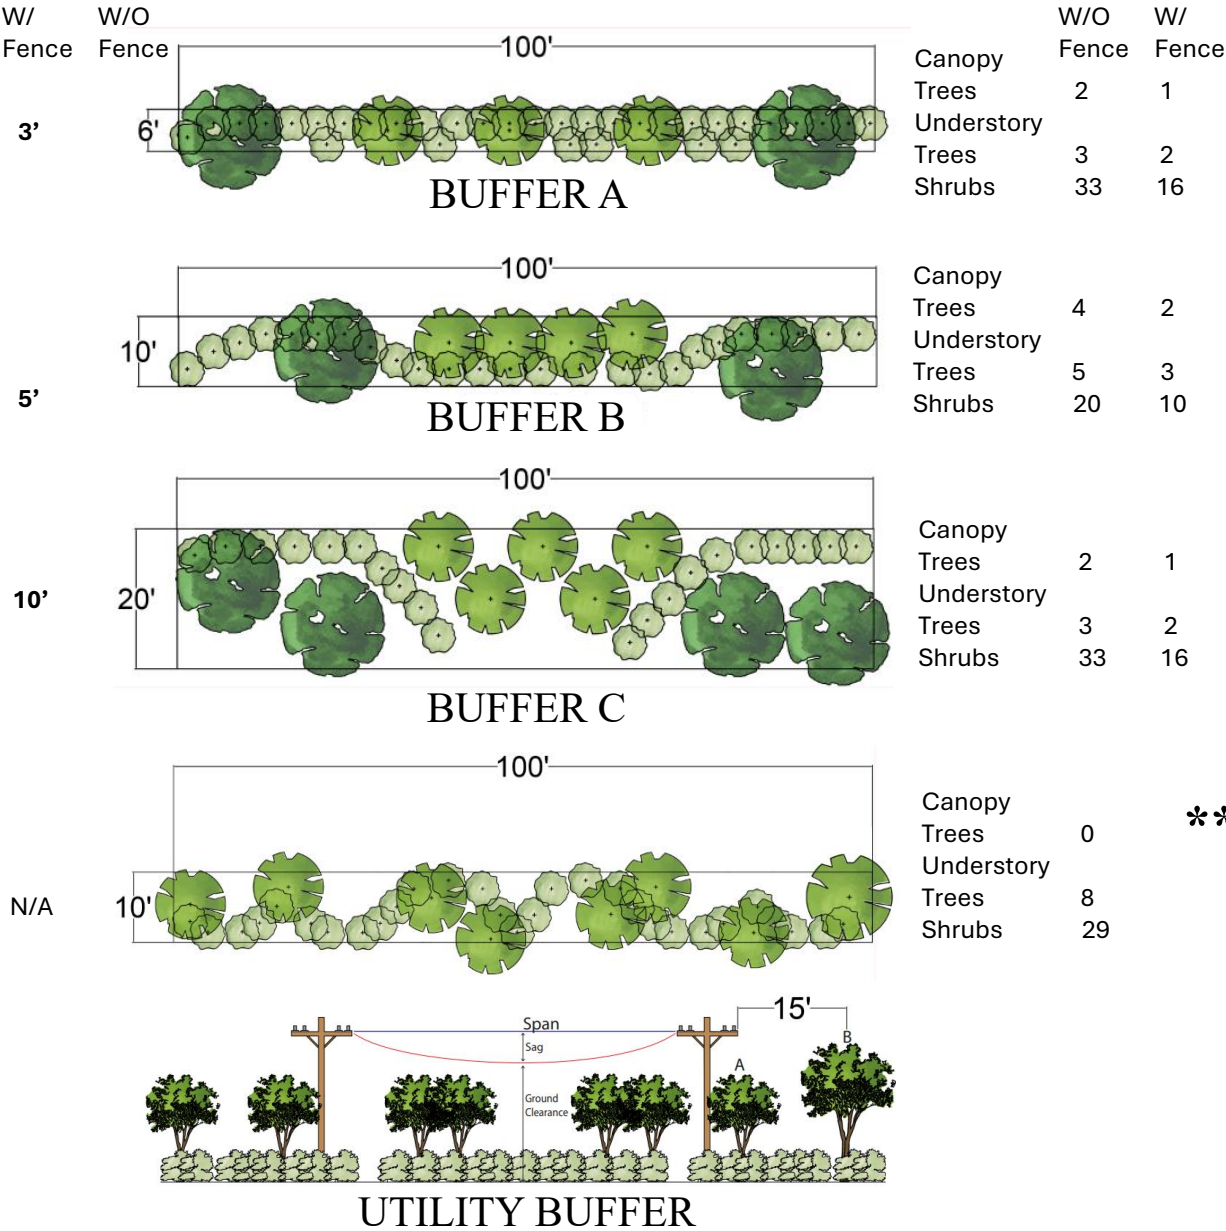 W/ W/O W/O W/
Fence Fence Fence Fence
100'
Canopy
Trees 2 1
3’ 6' Understory
Trees 3 2
BUFFER A Shrubs 33 16
100'
Canopy
Trees 4 2
10' Understory
Trees 5 3
5’ BUFFER B Shrubs 20 10
100'
Canopy
Trees 2 1
10’ 20' Understory
Trees 3 2
Shrubs 33 16
BUFFER C
100'
Canopy
Trees 0 **
Understory
N/A 10' Trees 8
Shrubs 29
15'
Span
Sag
A B
Ground
Clearance
UTILITY BUFFER